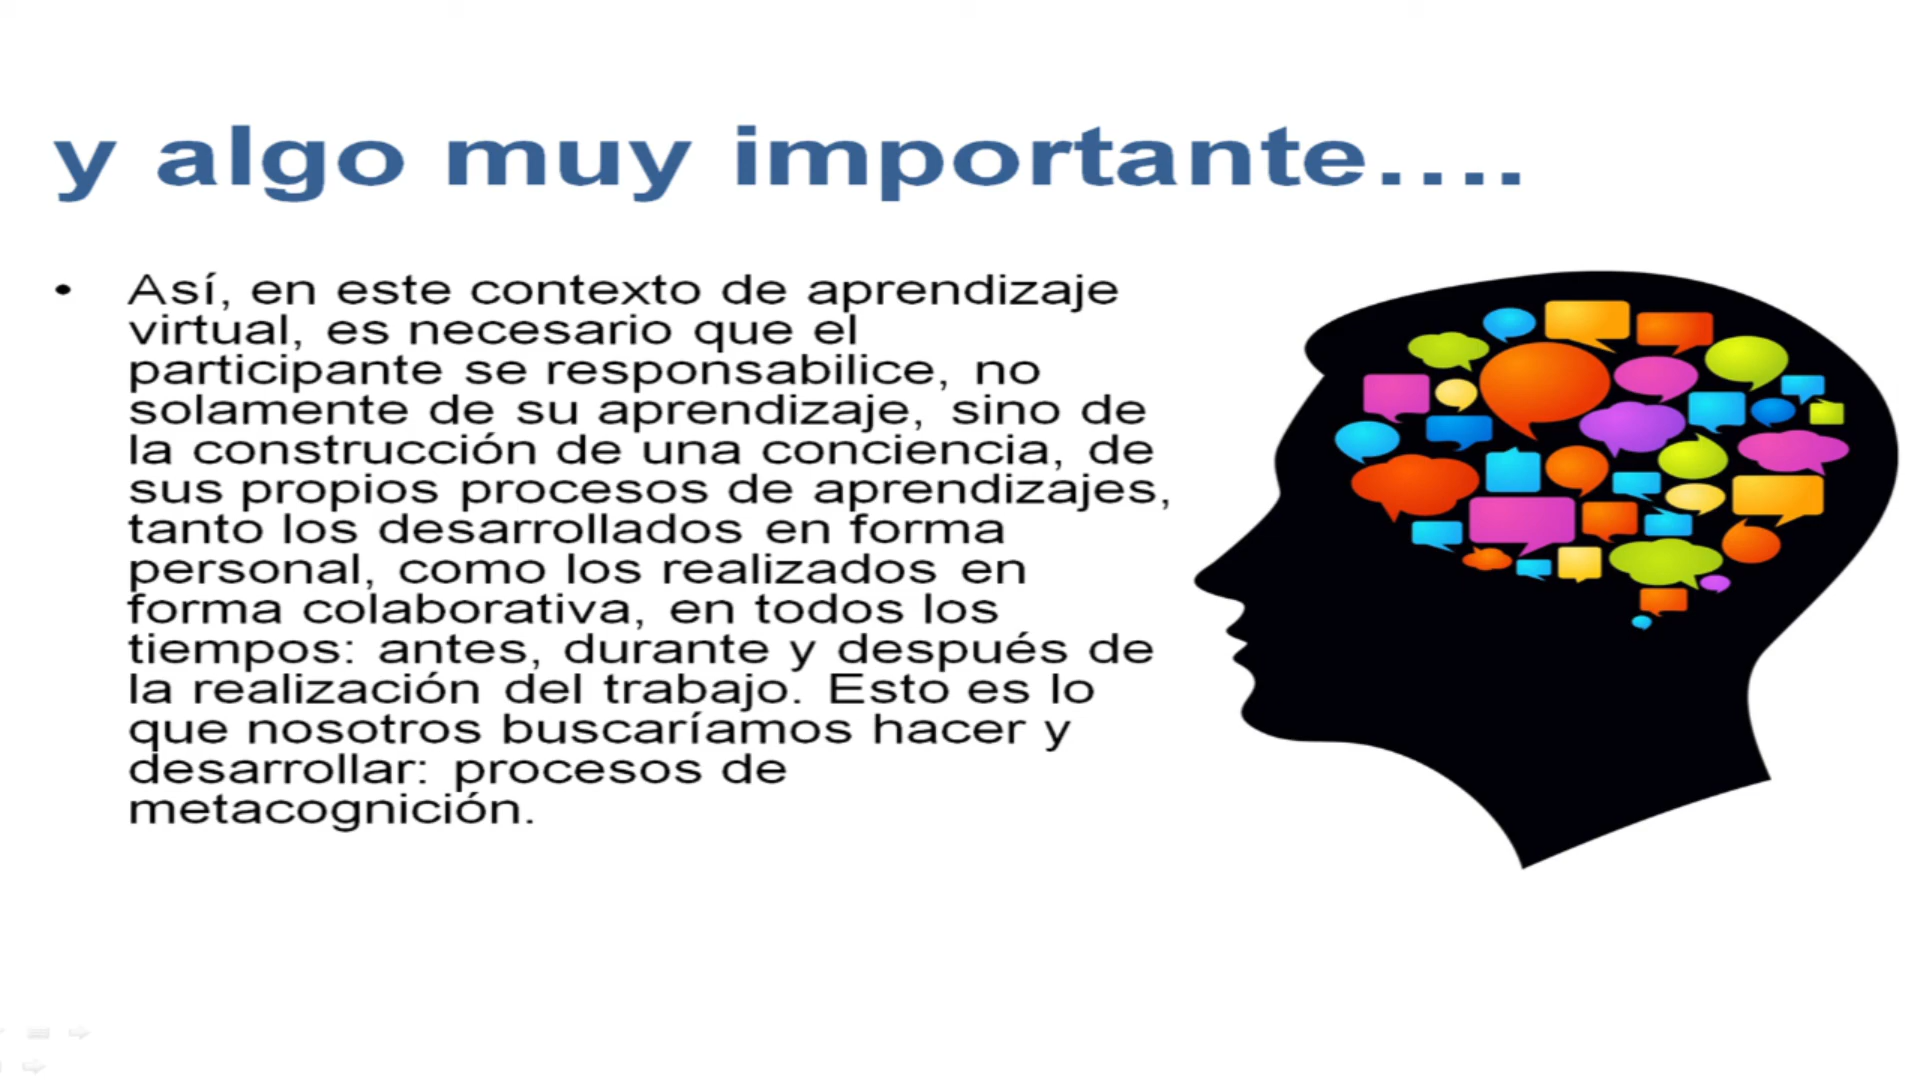 y algo muy importante....
• Así, en este contexto de aprendizaje
virtual, es necesario que el
participante se responsabilice, no
solamente de su aprendizaje, sino de
la construcción de una conciencia, de
sus propios procesos de aprendizajes,
tanto los desarrollados en forma
personal, como los realizados en
forma colaborativa, en todos los
tiempos: antes, durante y después de
la realización del trabajo. Esto es lo
que nosotros buscaríamos hacer y
desarrollar: procesos de
metacognición.